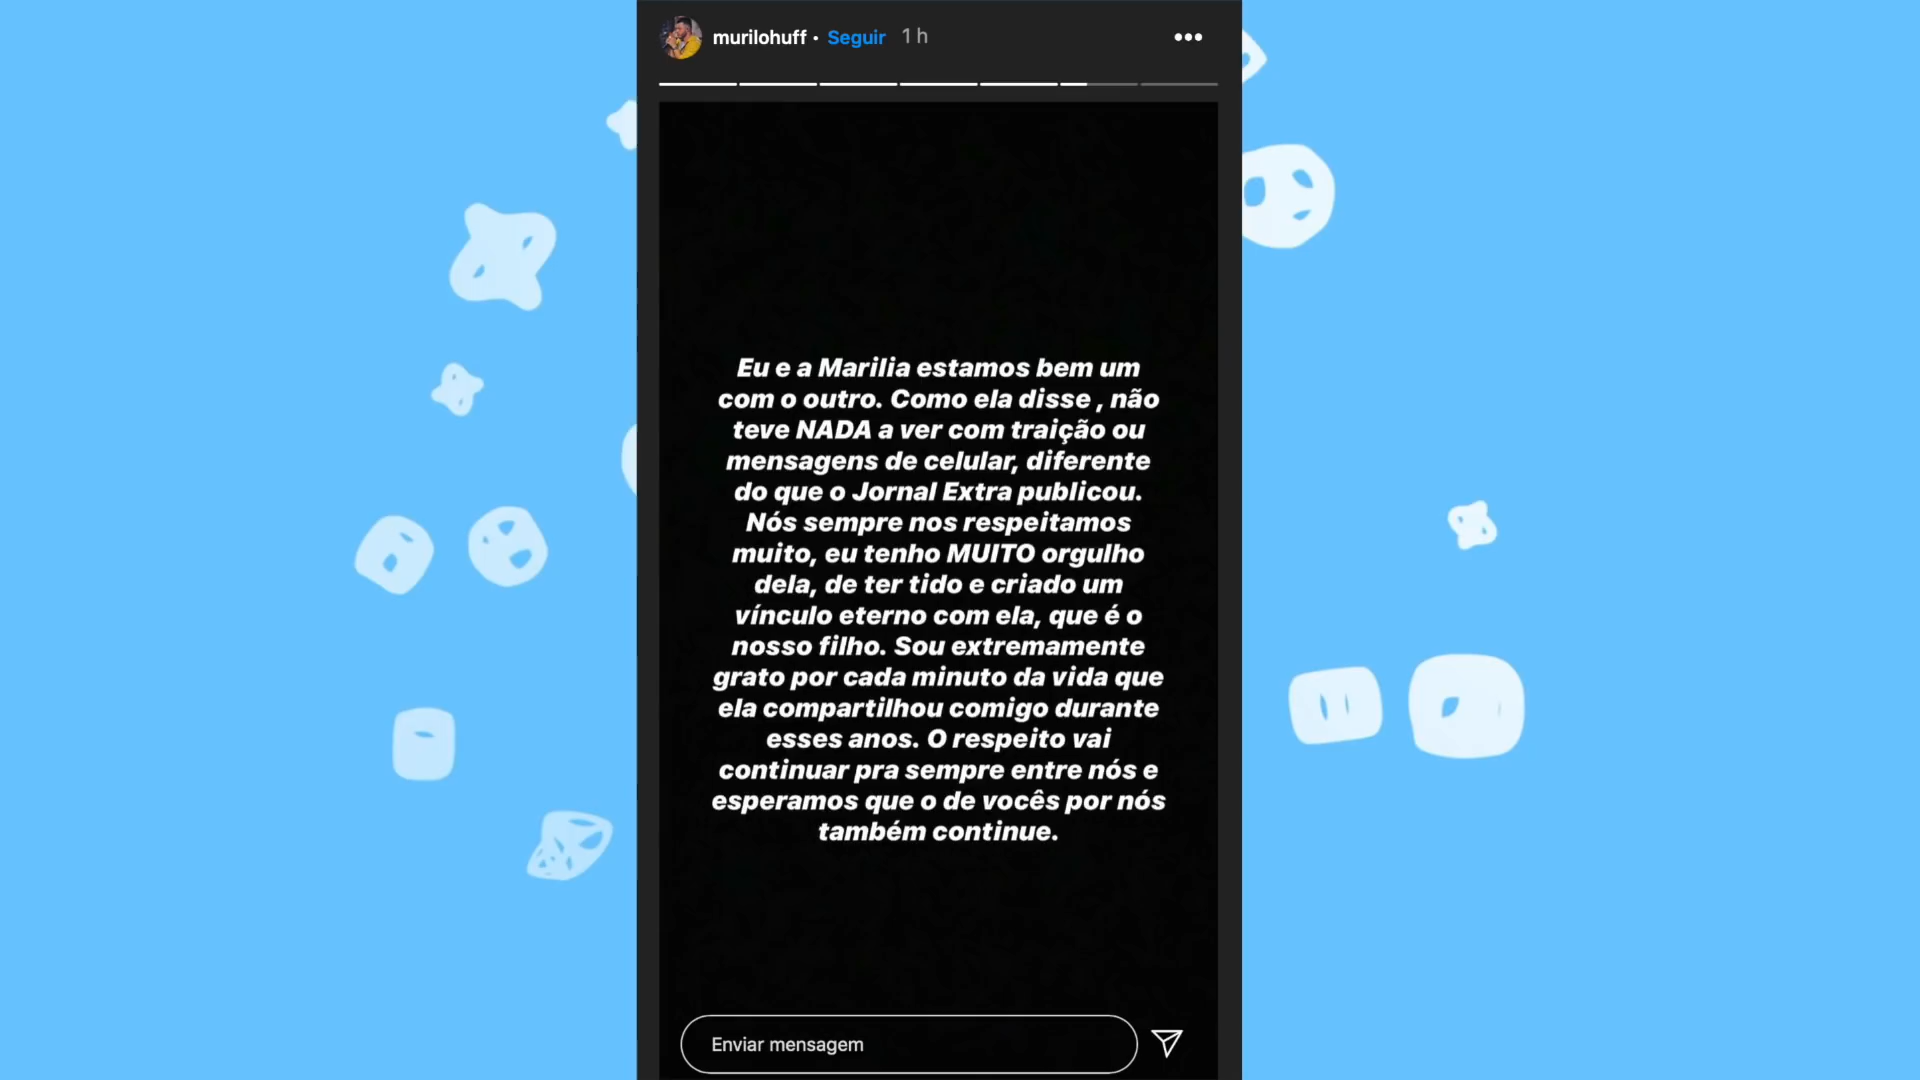 murilohuff • Seguir 1 h
Eu e a Marilia estamos bem um
com o outro. Como ela disse , não
teve NADA a ver com traição ou
mensagens de celular, diferente
do que o Jornal Extra publicou.
Nós sempre nos respeitamos
muito, eu tenho MUITO orgulho
dela, de ter tido e criado um
vínculo eterno com ela, que é o
nosso filho. Sou extremamente
grato por cada minuto da vida que
ela compartilhou comigo durante
esses anos. O respeito vai
continuar pra sempre entre nós e
esperamos que o de vocês por nós
também continue.
Enviar mensagem